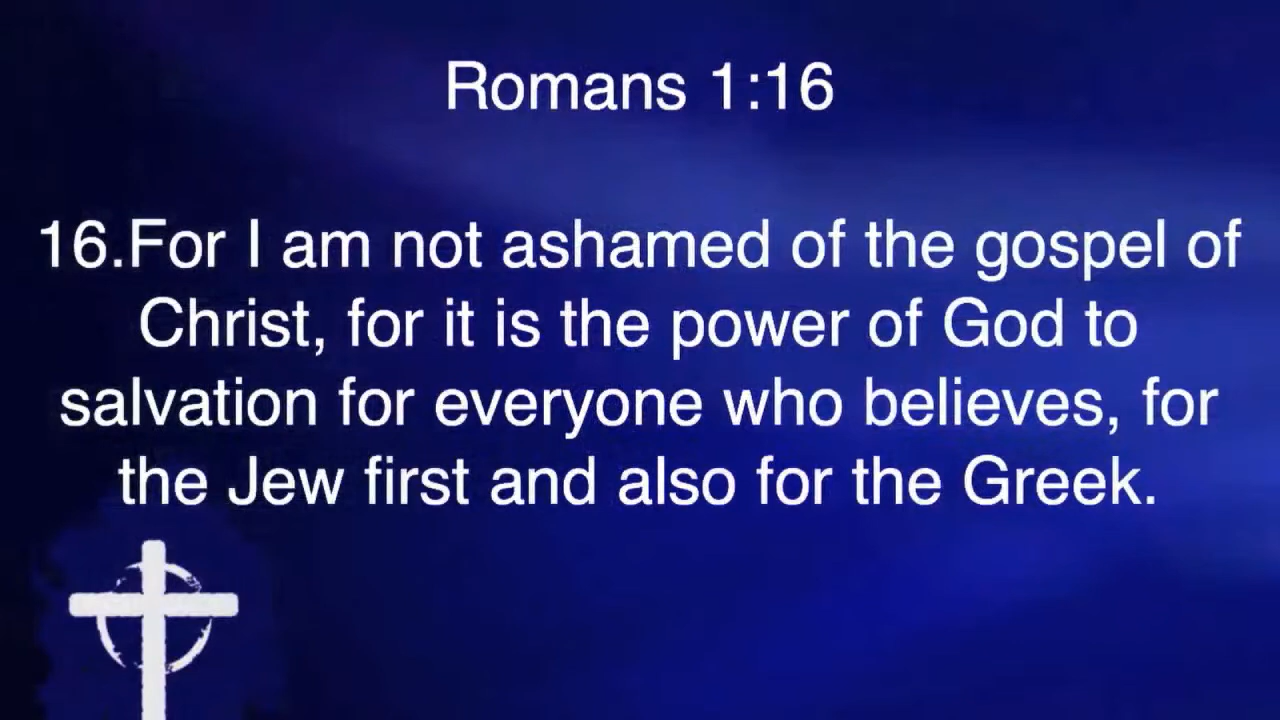 Romans 1:16
16.For I am not ashamed of the gospel of
Christ, for it is the power of God to
salvation for everyone who believes, for
the Jew first and also for the Greek.